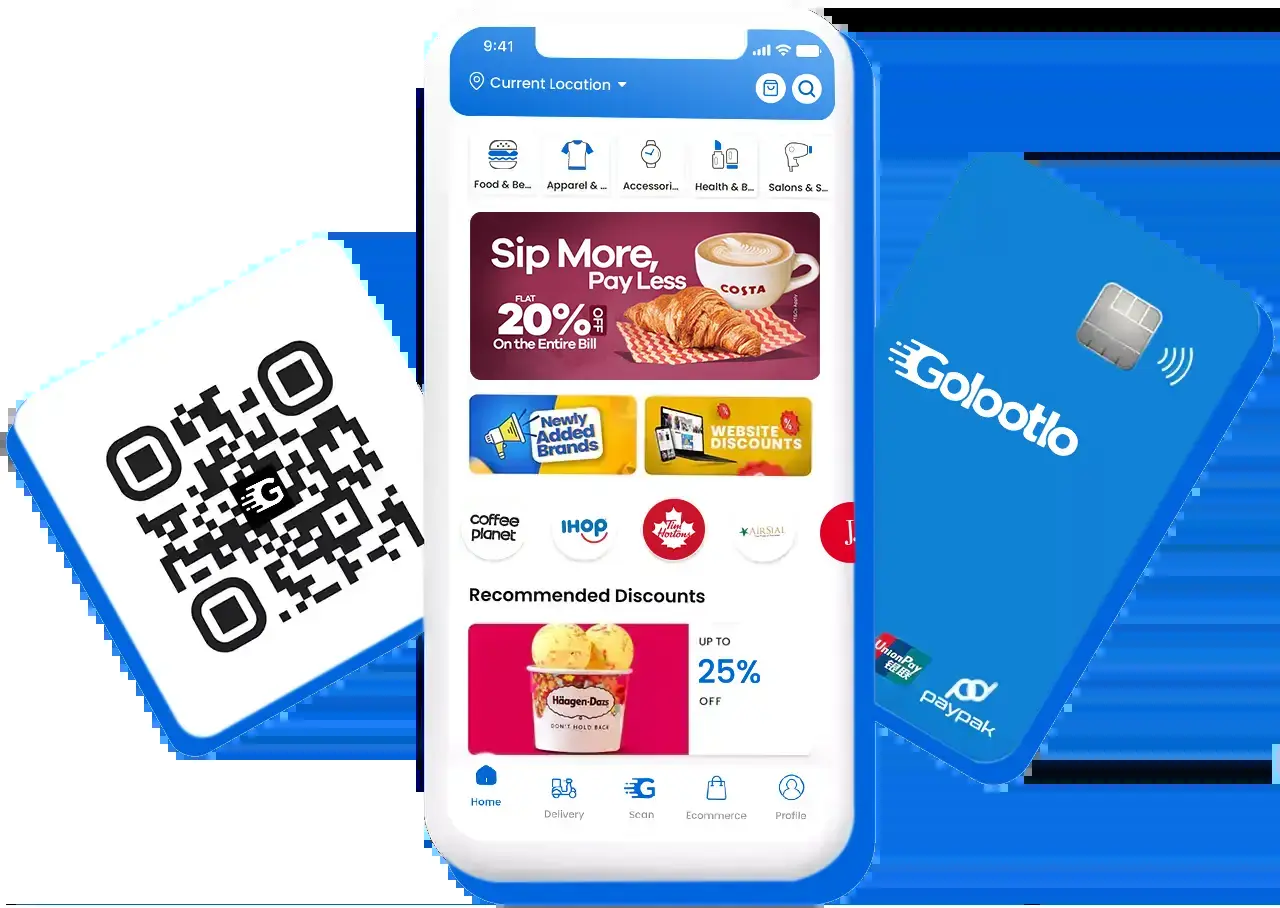 9:41
Current Location
Food & Be...
Apparel & ...
Accessori...
Health & B...
Salons & S...
Sip More,
Pay Less
FLAT
20% OFF
On the Entire Bill
COSTA
*T&Cs Apply
Newly
Added
Brands
WEBSITE
DISCOUNTS
coffee
planet
IHOP
Tim
Hortons
AIRSIAL
J.
Recommended Discounts
Häagen-Dazs
DON'T HOLD BACK
UP TO
25%
OFF
Home
Delivery
Scan
Ecommerce
Profile
G
Golootlo
UnionPay
银联
paypak